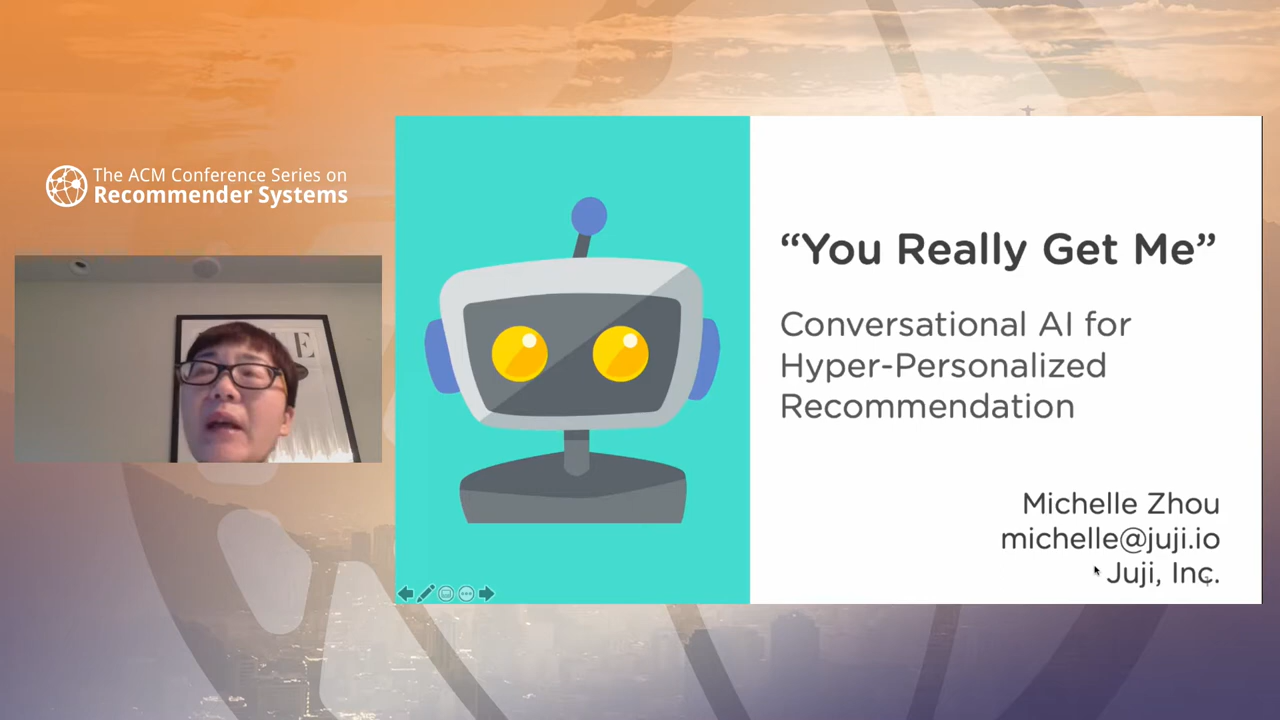 The ACM Conference Series on
Recommender Systems
E
“You Really Get Me”
Conversational AI for
Hyper-Personalized
Recommendation
Michelle Zhou
michelle@juji.io
Juji, Inc.